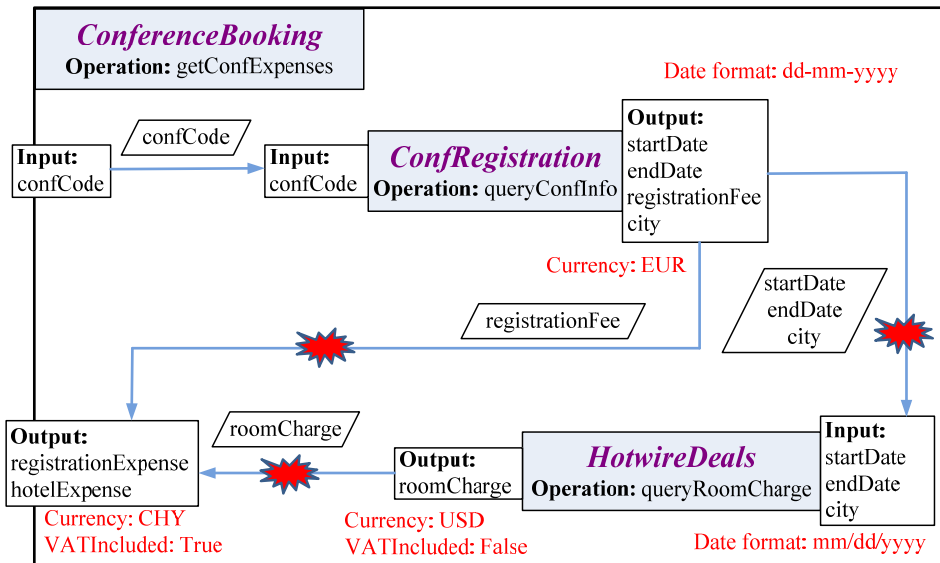 ConferenceBooking
Operation: getConfExpenses
Date format: dd-mm-yyyy
confCode
Input:
confCode
Input:
confCode
ConfRegistration
Operation: queryConfInfo
Output:
startDate
endDate
registrationFee
city
Currency: EUR
registrationFee
startDate
endDate
city
Output:
registrationExpense
hotelExpense
Currency: CHY
VATIncluded: True
roomCharge
Output:
roomCharge
Currency: USD
VATIncluded: False
HotwireDeals
Operation: queryRoomCharge
Input:
startDate
endDate
city
Date format: mm/dd/yyyy